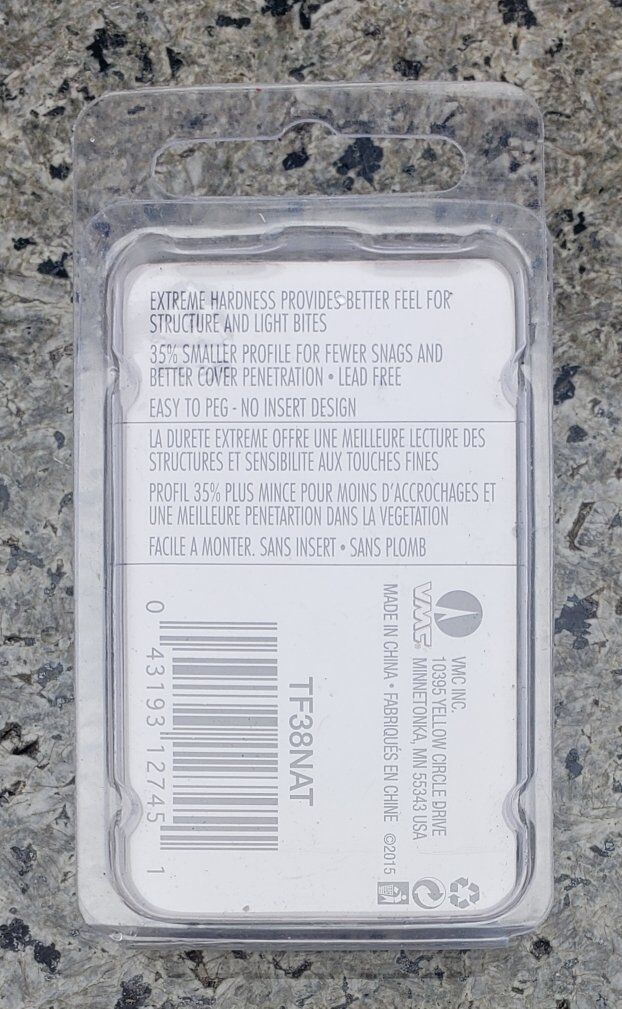 EXTREME HARDNESS PROVIDES BETTER FEEL FOR
STRUCTURE AND LIGHT BITES
35% SMALLER PROFILE FOR FEWER SNAGS AND
BETTER COVER PENETRATION • LEAD FREE
EASY TO PEG - NO INSERT DESIGN
LA DURETE EXTREME OFFRE UNE MEILLEURE LECTURE DES
STRUCTURES ET SENSIBILITE AUX TOUCHES FINES
PROFIL 35% PLUS MINCE POUR MOINS D'ACCROCHAGES ET
UNE MEILLEURE PENETARTION DANS LA VEGETATION
FACILE A MONTER. SANS INSERT • SANS PLOMB
VMC
VMC INC.
10395 YELLOW CIRCLE DRIVE
MINNETONKA, MN 55343 USA
MADE IN CHINA • FABRIQUÉS EN CHINE ©2015
TF38NAT
0 43193 12745 1